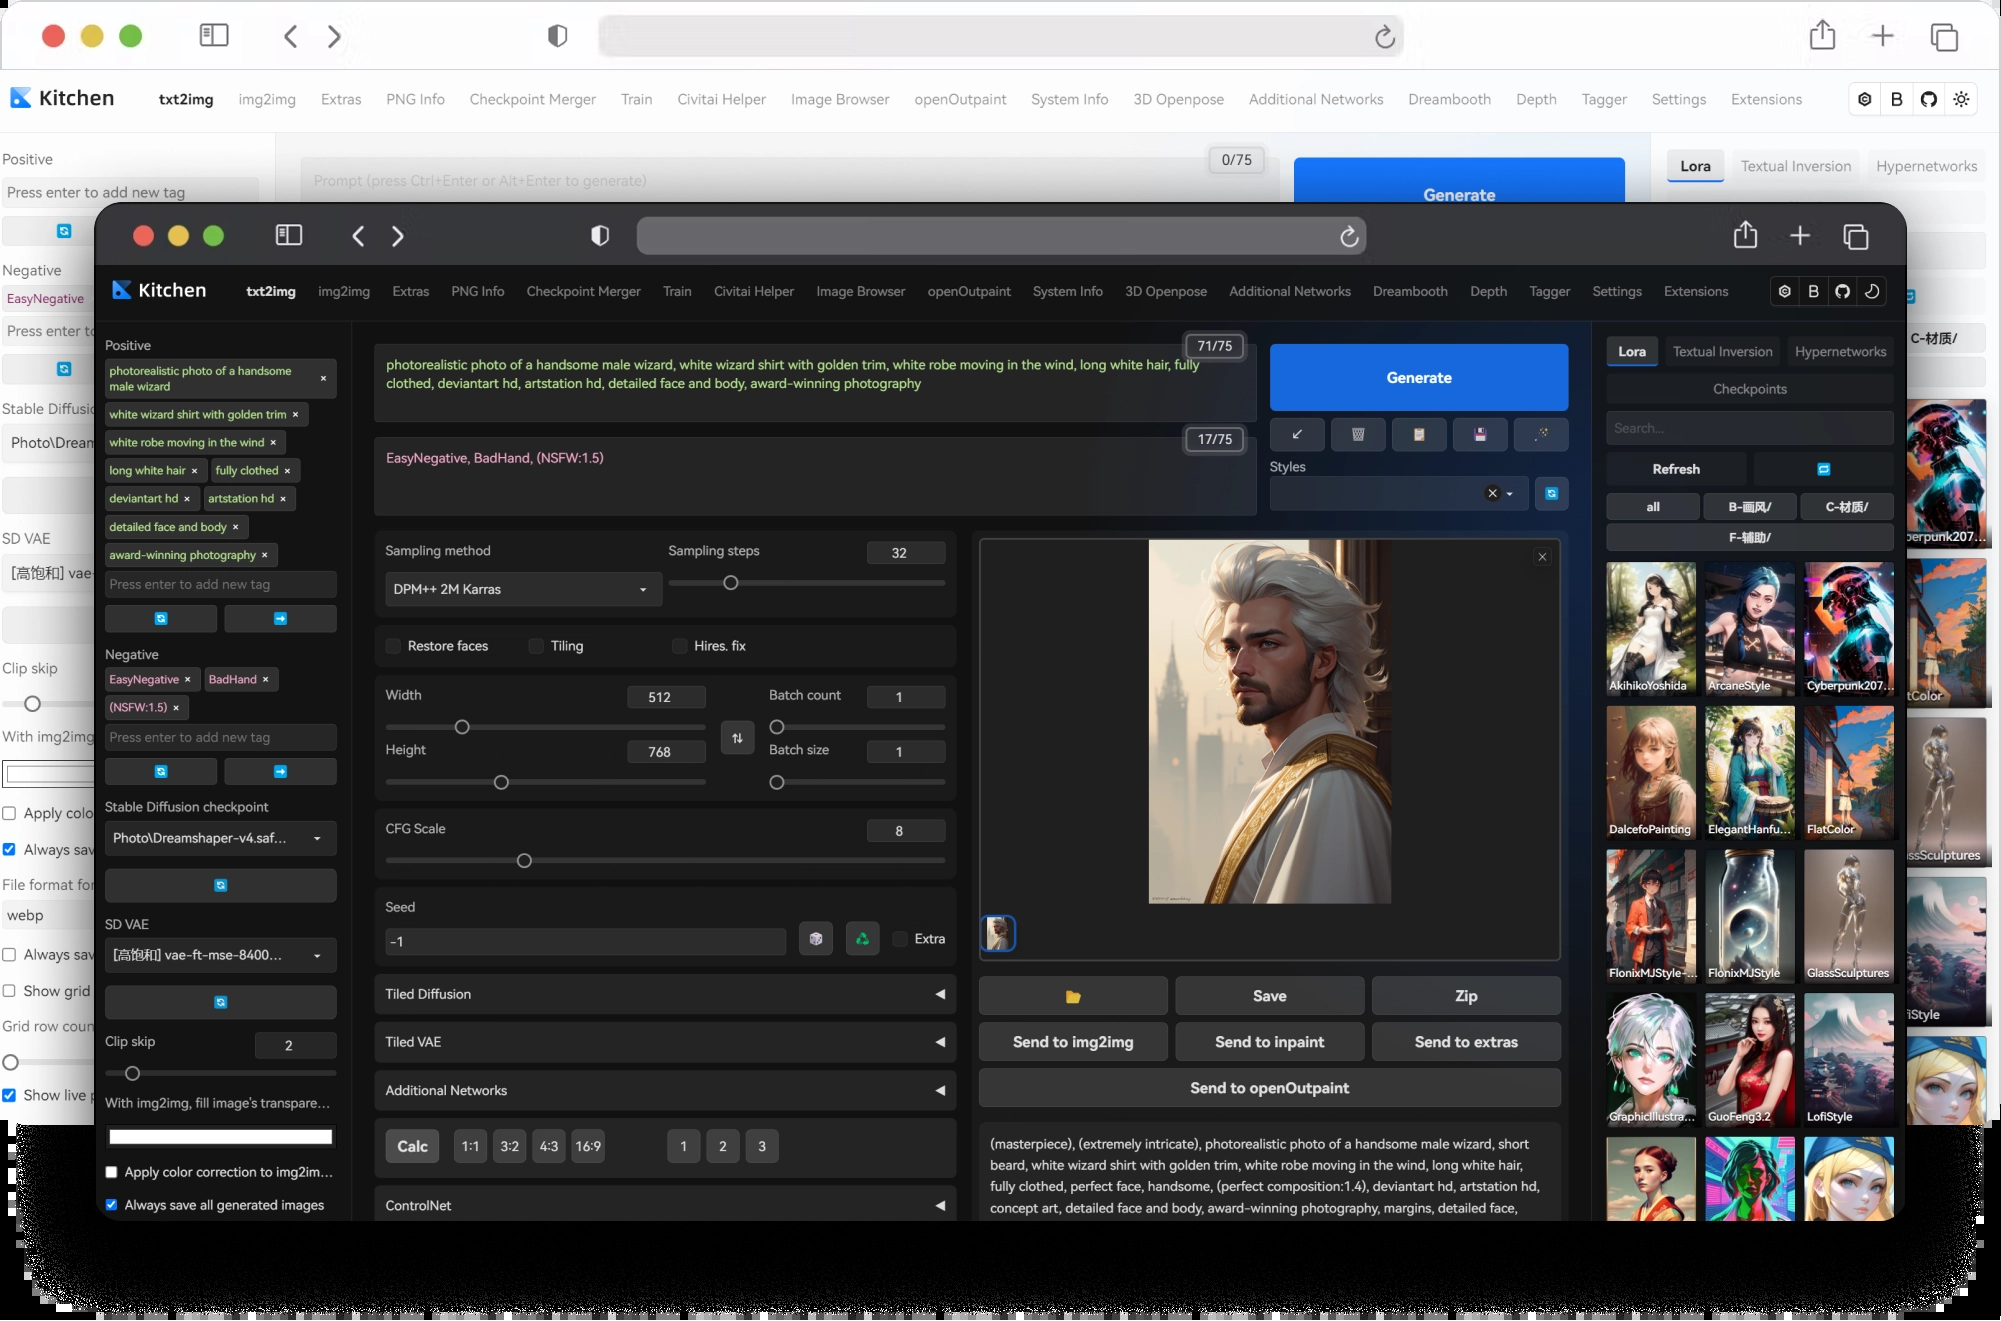 Kitchen
txt2img
img2img
Extras
PNG Info
Checkpoint Merger
Train
Civitai Helper
Image Browser
openOutpaint
System Info
3D Openpose
Additional Networks
Dreambooth
Depth
Tagger
Settings
Extensions
B
Positive
Press enter to add new tag
Negative
EasyNegative
Press enter to
Stable Diffus
Photo\Dream
SD VAE
[高饱和] vae-
Clip skip
With img2img
Apply colo
Always sav
File format for
webp
Always sav
Show grid
Grid row coun
Show live p
Prompt (press Ctrl+Enter or Alt+Enter to generate)
0/75
Generate
Lora
Textual Inversion
Hypernetworks
C-材质/
perpunk207...
tColor
ssSculptures
iStyle
Kitchen
txt2img
img2img
Extras
PNG Info
Checkpoint Merger
Train
Civitai Helper
Image Browser
openOutpaint
System Info
3D Openpose
Additional Networks
Dreambooth
Depth
Tagger
Settings
Extensions
B
Positive
photorealistic photo of a handsome
male wizard ×
white wizard shirt with golden trim ×
white robe moving in the wind ×
long white hair × fully clothed ×
deviantart hd × artstation hd ×
detailed face and body ×
award-winning photography ×
Press enter to add new tag
Negative
EasyNegative × BadHand ×
(NSFW:1.5) ×
Press enter to add new tag
Stable Diffusion checkpoint
Photo\Dreamshaper-v4.saf...
SD VAE
[高饱和] vae-ft-mse-8400...
Clip skip
2
With img2img, fill image's transpare...
Apply color correction to img2im...
Always save all generated images
71/75
photorealistic photo of a handsome male wizard, white wizard shirt with golden trim, white robe moving in the wind, long white hair, fully
clothed, deviantart hd, artstation hd, detailed face and body, award-winning photography
17/75
EasyNegative, BadHand, (NSFW:1.5)
Generate
Styles
Sampling method
DPM++ 2M Karras
Sampling steps
32
Restore faces
Tiling
Hires. fix
Width
512
Height
768
Batch count
1
Batch size
1
CFG Scale
8
Seed
-1
Extra
Tiled Diffusion
Tiled VAE
Additional Networks
Calc
1:1
3:2
4:3
16:9
1
2
3
ControlNet
Save
Zip
Send to img2img
Send to inpaint
Send to extras
Send to openOutpaint
(masterpiece), (extremely intricate), photorealistic photo of a handsome male wizard, short
beard, white wizard shirt with golden trim, white robe moving in the wind, long white hair,
fully clothed, perfect face, handsome, (perfect composition:1.4), deviantart hd, artstation hd,
concept art, detailed face and body, award-winning photography, margins, detailed face,
Lora
Textual Inversion
Hypernetworks
Checkpoints
Search...
Refresh
all
B-画风/
C-材质/
F-辅助/
AkihikoYoshida
ArcaneStyle
Cyberpunk207...
DalcefoPainting
ElegantHanfu...
FlatColor
FlonixMJStyle-...
FlonixMJStyle
GlassSculptures
GraphicIllustra...
GuoFeng3.2
LofiStyle